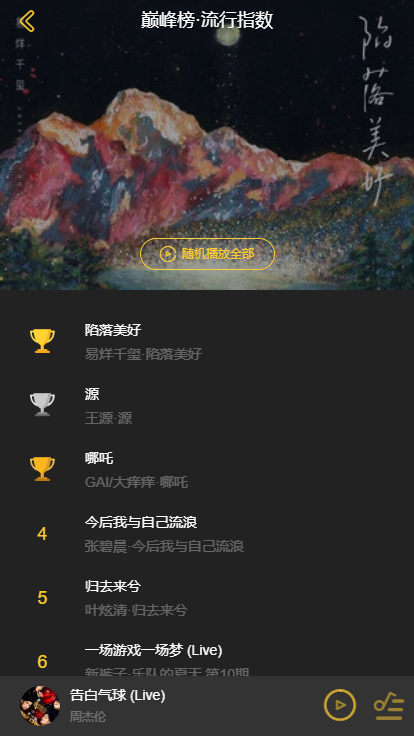 巅峰榜·流行指数
易烊千玺
陷落美好
随机播放全部
陷落美好
易烊千玺·陷落美好
源
王源·源
哪吒
GAI/大痒痒·哪吒
4
今后我与自己流浪
张碧晨·今后我与自己流浪
5
归去来兮
叶炫清·归去来兮
6
一场游戏一场梦 (Live)
新裤子·乐队的夏天 第10期
告白气球 (Live)
周杰伦